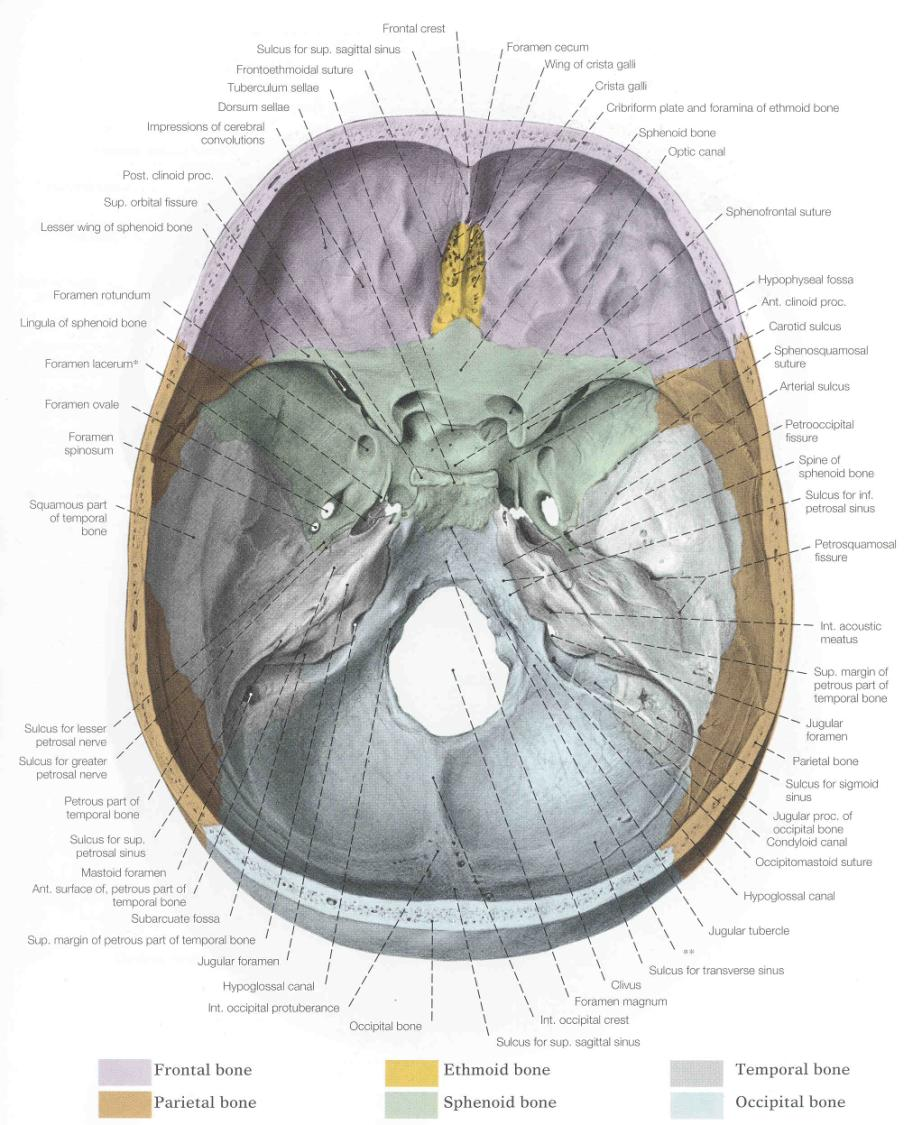 Frontal crest
Sulcus for sup. sagittal sinus
Foramen cecum
Frontoethmoidal suture
Wing of crista galli
Tuberculum sellae
Crista galli
Dorsum sellae
Cribriform plate and foramina of ethmoid bone
Impressions of cerebral
convolutions
Sphenoid bone
Optic canal
Post. clinoid proc.
Sup. orbital fissure
Sphenofrontal suture
Lesser wing of sphenoid bone
Hypophyseal fossa
Foramen rotundum
Ant. clinoid proc.
Lingula of sphenoid bone
Carotid sulcus
Foramen lacerum*
Sphenosquamosal
suture
Arterial sulcus
Foramen ovale
Petrooccipital
fissure
Foramen
spinosum
Spine of
sphenoid bone
Squamous part
of temporal
bone
Sulcus for inf.
petrosal sinus
Petrosquamosal
fissure
Int. acoustic
meatus
Sup. margin of
petrous part of
temporal bone
Sulcus for lesser
petrosal nerve
Jugular
foramen
Sulcus for greater
petrosal nerve
Parietal bone
Sulcus for sigmoid
sinus
Petrous part of
temporal bone
Jugular proc. of
occipital bone
Condyloid canal
Sulcus for sup.
petrosal sinus
Occipitomastoid suture
Mastoid foramen
Ant. surface of, petrous part of
temporal bone
Hypoglossal canal
Subarcuate fossa
Jugular tubercle
Sup. margin of petrous part of temporal bone
**
Jugular foramen
Sulcus for transverse sinus
Hypoglossal canal
Clivus
Int. occipital protuberance
Foramen magnum
Occipital bone
Int. occipital crest
Sulcus for sup. sagittal sinus
Frontal bone
Ethmoid bone
Temporal bone
Parietal bone
Sphenoid bone
Occipital bone